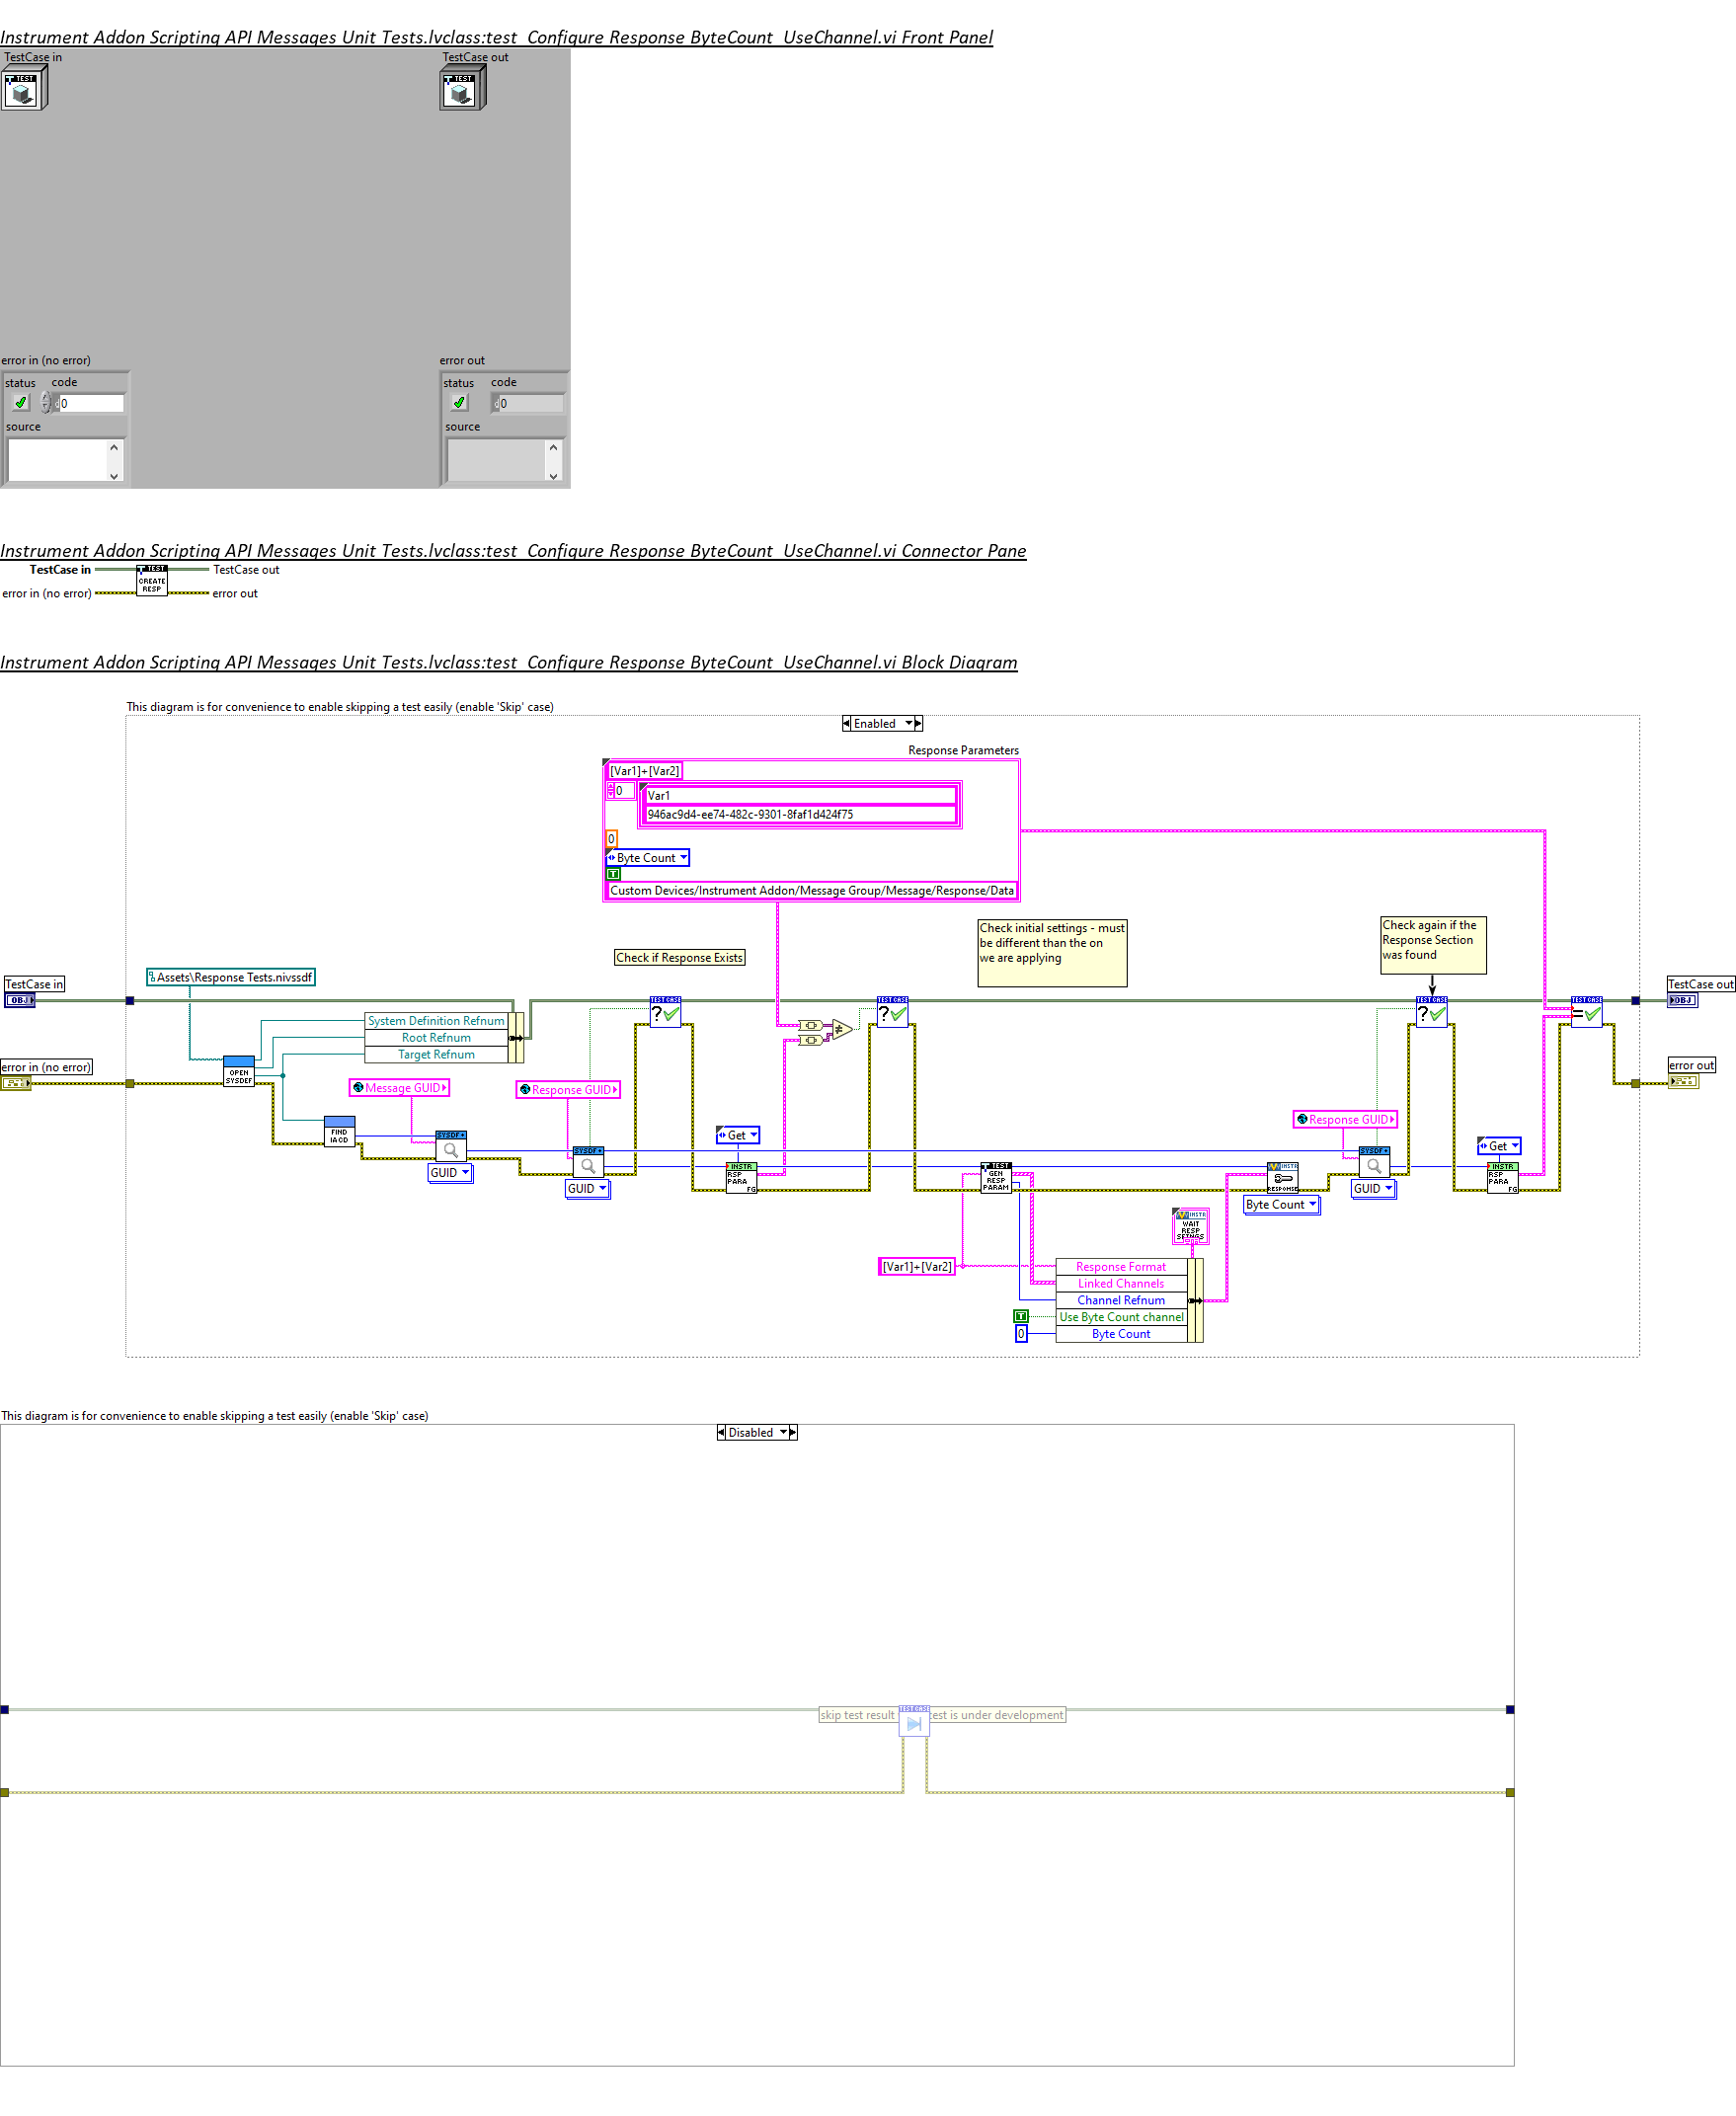 Instrument Addon Scripting API Messages Unit Tests.lvclass:test_Configure Response ByteCount_UseChannel.vi Front Panel
TestCase in
TestCase out
TEST
TEST
error in (no error)
error out
status
code
status
code
0
0
source
source
Instrument Addon Scripting API Messages Unit Tests.lvclass:test_Configure Response ByteCount_UseChannel.vi Connector Pane
TestCase in
TEST
CREATE
RESP
TestCase out
error in (no error)
error out
Instrument Addon Scripting API Messages Unit Tests.lvclass:test_Configure Response ByteCount_UseChannel.vi Block Diagram
This diagram is for convenience to enable skipping a test easily (enable 'Skip' case)
Enabled
Response Parameters
[Var1]+[Var2]
0
Var1
946ac9d4-ee74-482c-9301-8faf1d424f75
0
Byte Count
T
Custom Devices/Instrument Addon/Message Group/Message/Response/Data
Check if Response Exists
Check initial settings - must
be different than the on
we are applying
Check again if the
Response Section
was found
TestCase in
OBJ
Assets\Response Tests.nivssdf
TEST CASE
TEST CASE
TEST CASE
TEST CASE
TestCase out
OBJ
System Definition Refnum
Root Refnum
Target Refnum
error in (no error)
OPEN
SYSDEF
error out
Message GUID
Response GUID
Response GUID
FIND
IACD
SYSDF
GUID
SYSDF
GUID
Get
INSTR
RSP
PARA
FG
TEST
GEN
RESP
PARAM
INSTR
RESPONSE
Byte Count
SYSDF
GUID
Get
INSTR
RSP
PARA
FG
INSTR
WAIT
RESP
SETNGS
[Var1]+[Var2]
Response Format
Linked Channels
Channel Refnum
T
Use Byte Count channel
0
Byte Count
This diagram is for convenience to enable skipping a test easily (enable 'Skip' case)
Disabled
skip test result
TEST CASE
test is under development